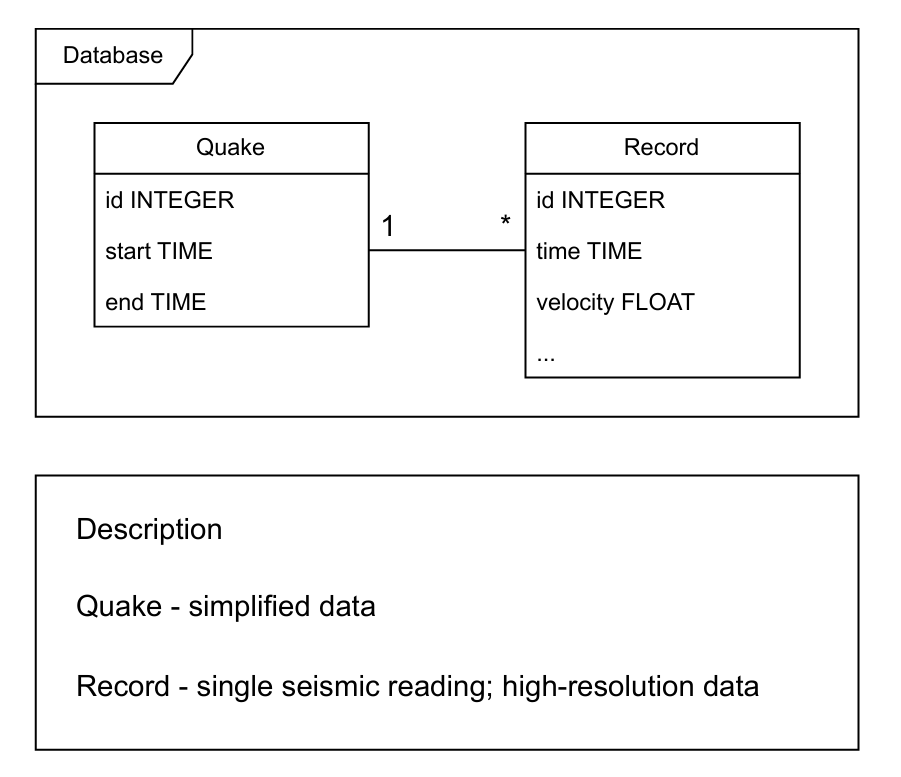 Database
Quake
id INTEGER
start TIME
end TIME
1
*
Record
id INTEGER
time TIME
velocity FLOAT
...
Description
Quake - simplified data
Record - single seismic reading; high-resolution data